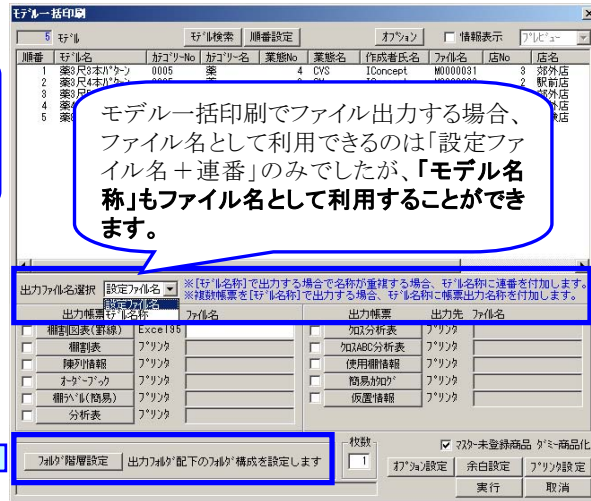 ﾓﾃﾞﾙ一括印刷
5 ﾓﾃﾞﾙ ﾓﾃﾞﾙ検索 順番設定 ｵﾌﾟｼｮﾝ 情報表示 ﾌﾟﾚﾋﾞｭｰ
順番 ﾓﾃﾞﾙ名 ｶﾃｺﾞﾘｰNo ｶﾃｺﾞﾘｰ名 業態No 業態名 作成者氏名 ﾌｧｲﾙ名 店No 店名
1 薬3尺3本ﾊﾟﾀｰﾝ 0005 薬 4 CVS IConcept M0000031 3 郊外店
2 薬3尺4本ﾊﾟﾀｰﾝ 2 駅前店
3 薬3尺
4 薬4
5 薬
モデル一括印刷でファイル出力する場合、
ファイル名として利用できるのは「設定ファ
イル名＋連番」のみでしたが、「モデル名
称」もファイル名として利用することができ
ます。
出力ﾌｧｲﾙ名選択 設定ﾌｧｲﾙ名 ※[ﾓﾃﾞﾙ名称]で出力する場合で名称が重複する場合、ﾓﾃﾞﾙ名称に連番を付加します。
設定ﾌｧｲﾙ名 ※複数帳票を[ﾓﾃﾞﾙ名称]で出力する場合、ﾓﾃﾞﾙ名称に帳票出力名称を付加します。
ﾓﾃﾞﾙ名称
出力帳票 ﾌｧｲﾙ名 出力帳票 出力先 ﾌｧｲﾙ名
棚割図表(罫線) Excel95 ｸﾛｽ分析表 ﾌﾟﾘﾝﾀ
棚割表 ﾌﾟﾘﾝﾀ ｸﾛｽABC分析表 ﾌﾟﾘﾝﾀ
陳列情報 ﾌﾟﾘﾝﾀ 使用棚情報 ﾌﾟﾘﾝﾀ
ｵｰﾀﾞｰﾌﾞｯｸ ﾌﾟﾘﾝﾀ 簡易ｶﾀﾛｸﾞ ﾌﾟﾘﾝﾀ
棚ﾗﾍﾞﾙ(簡易) ﾌﾟﾘﾝﾀ 仮置情報 ﾌﾟﾘﾝﾀ
分析表 ﾌﾟﾘﾝﾀ
ﾌｫﾙﾀﾞ階層設定 出力ﾌｫﾙﾀﾞ配下のﾌｫﾙﾀﾞ構成を設定します
枚数 1
ﾏｽﾀｰ未登録商品 ﾀﾞﾐｰ商品化
ｵﾌﾟｼｮﾝ設定 余白設定 ﾌﾟﾘﾝﾀ設定
実行 取消